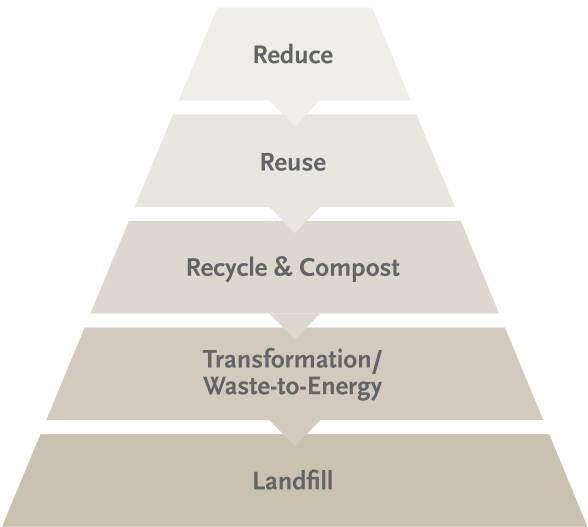 Reduce
Reuse
Recycle & Compost
Transformation/
Waste-to-Energy
Landfill